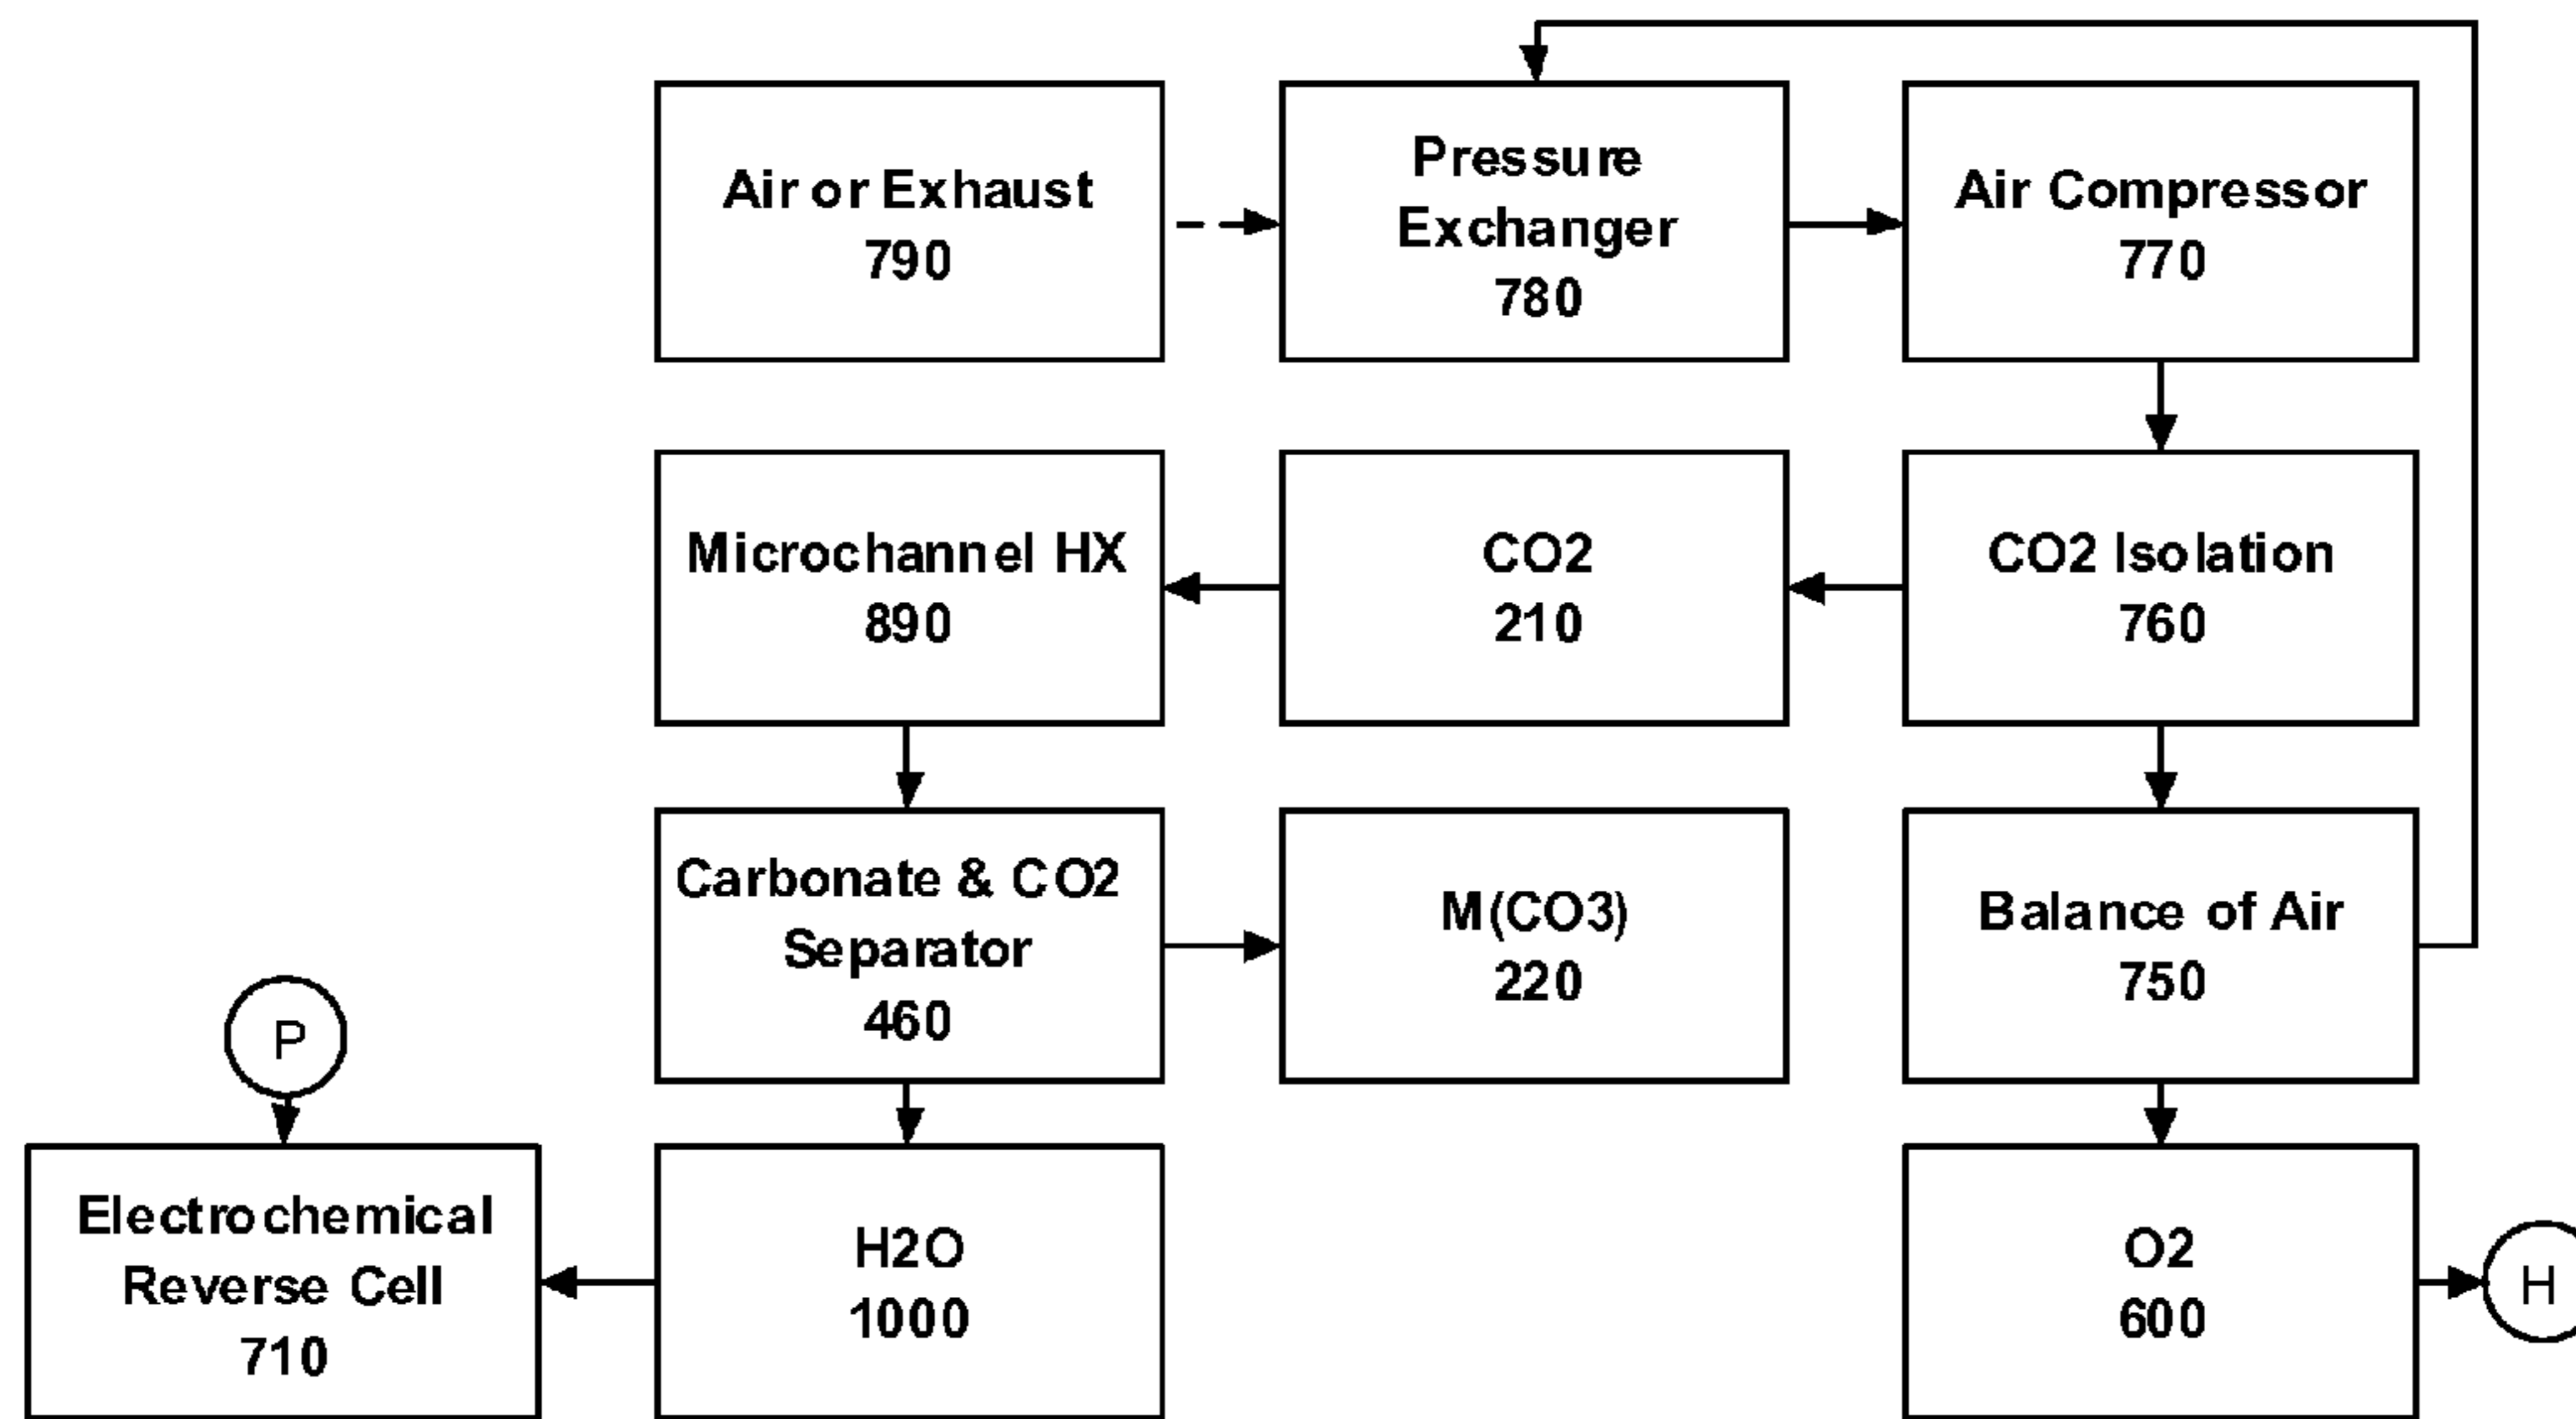 Air or Exhaust
790
Pressure
Exchanger
780
Air Compressor
770
Microchannel HX
890
CO2
210
CO2 Isolation
760
Carbonate & CO2
Separator
460
M(CO3)
220
Balance of Air
750
P
Electrochemical
Reverse Cell
710
H2O
1000
O2
600
H